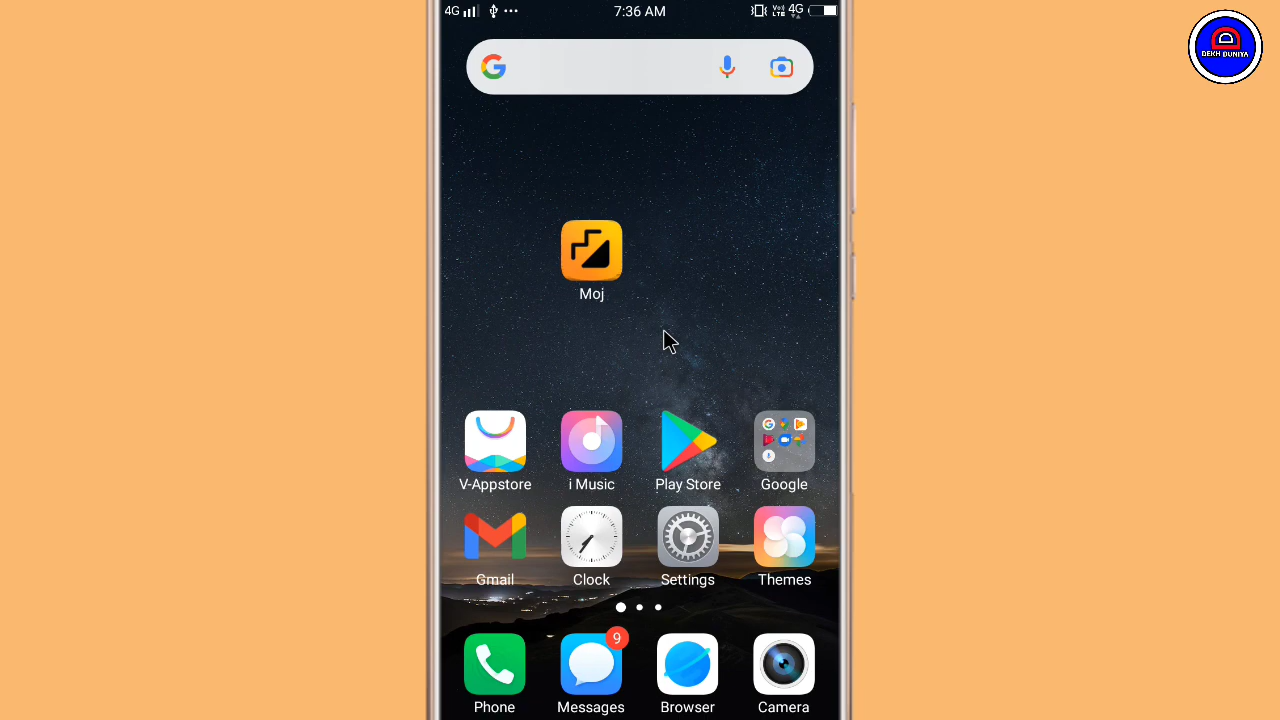 4G 7:36 AM VoLTE 4G
DEKH DUNIYA
Moj
V-Appstore i Music Play Store Google
Gmail Clock Settings Themes
9
Phone Messages Browser Camera